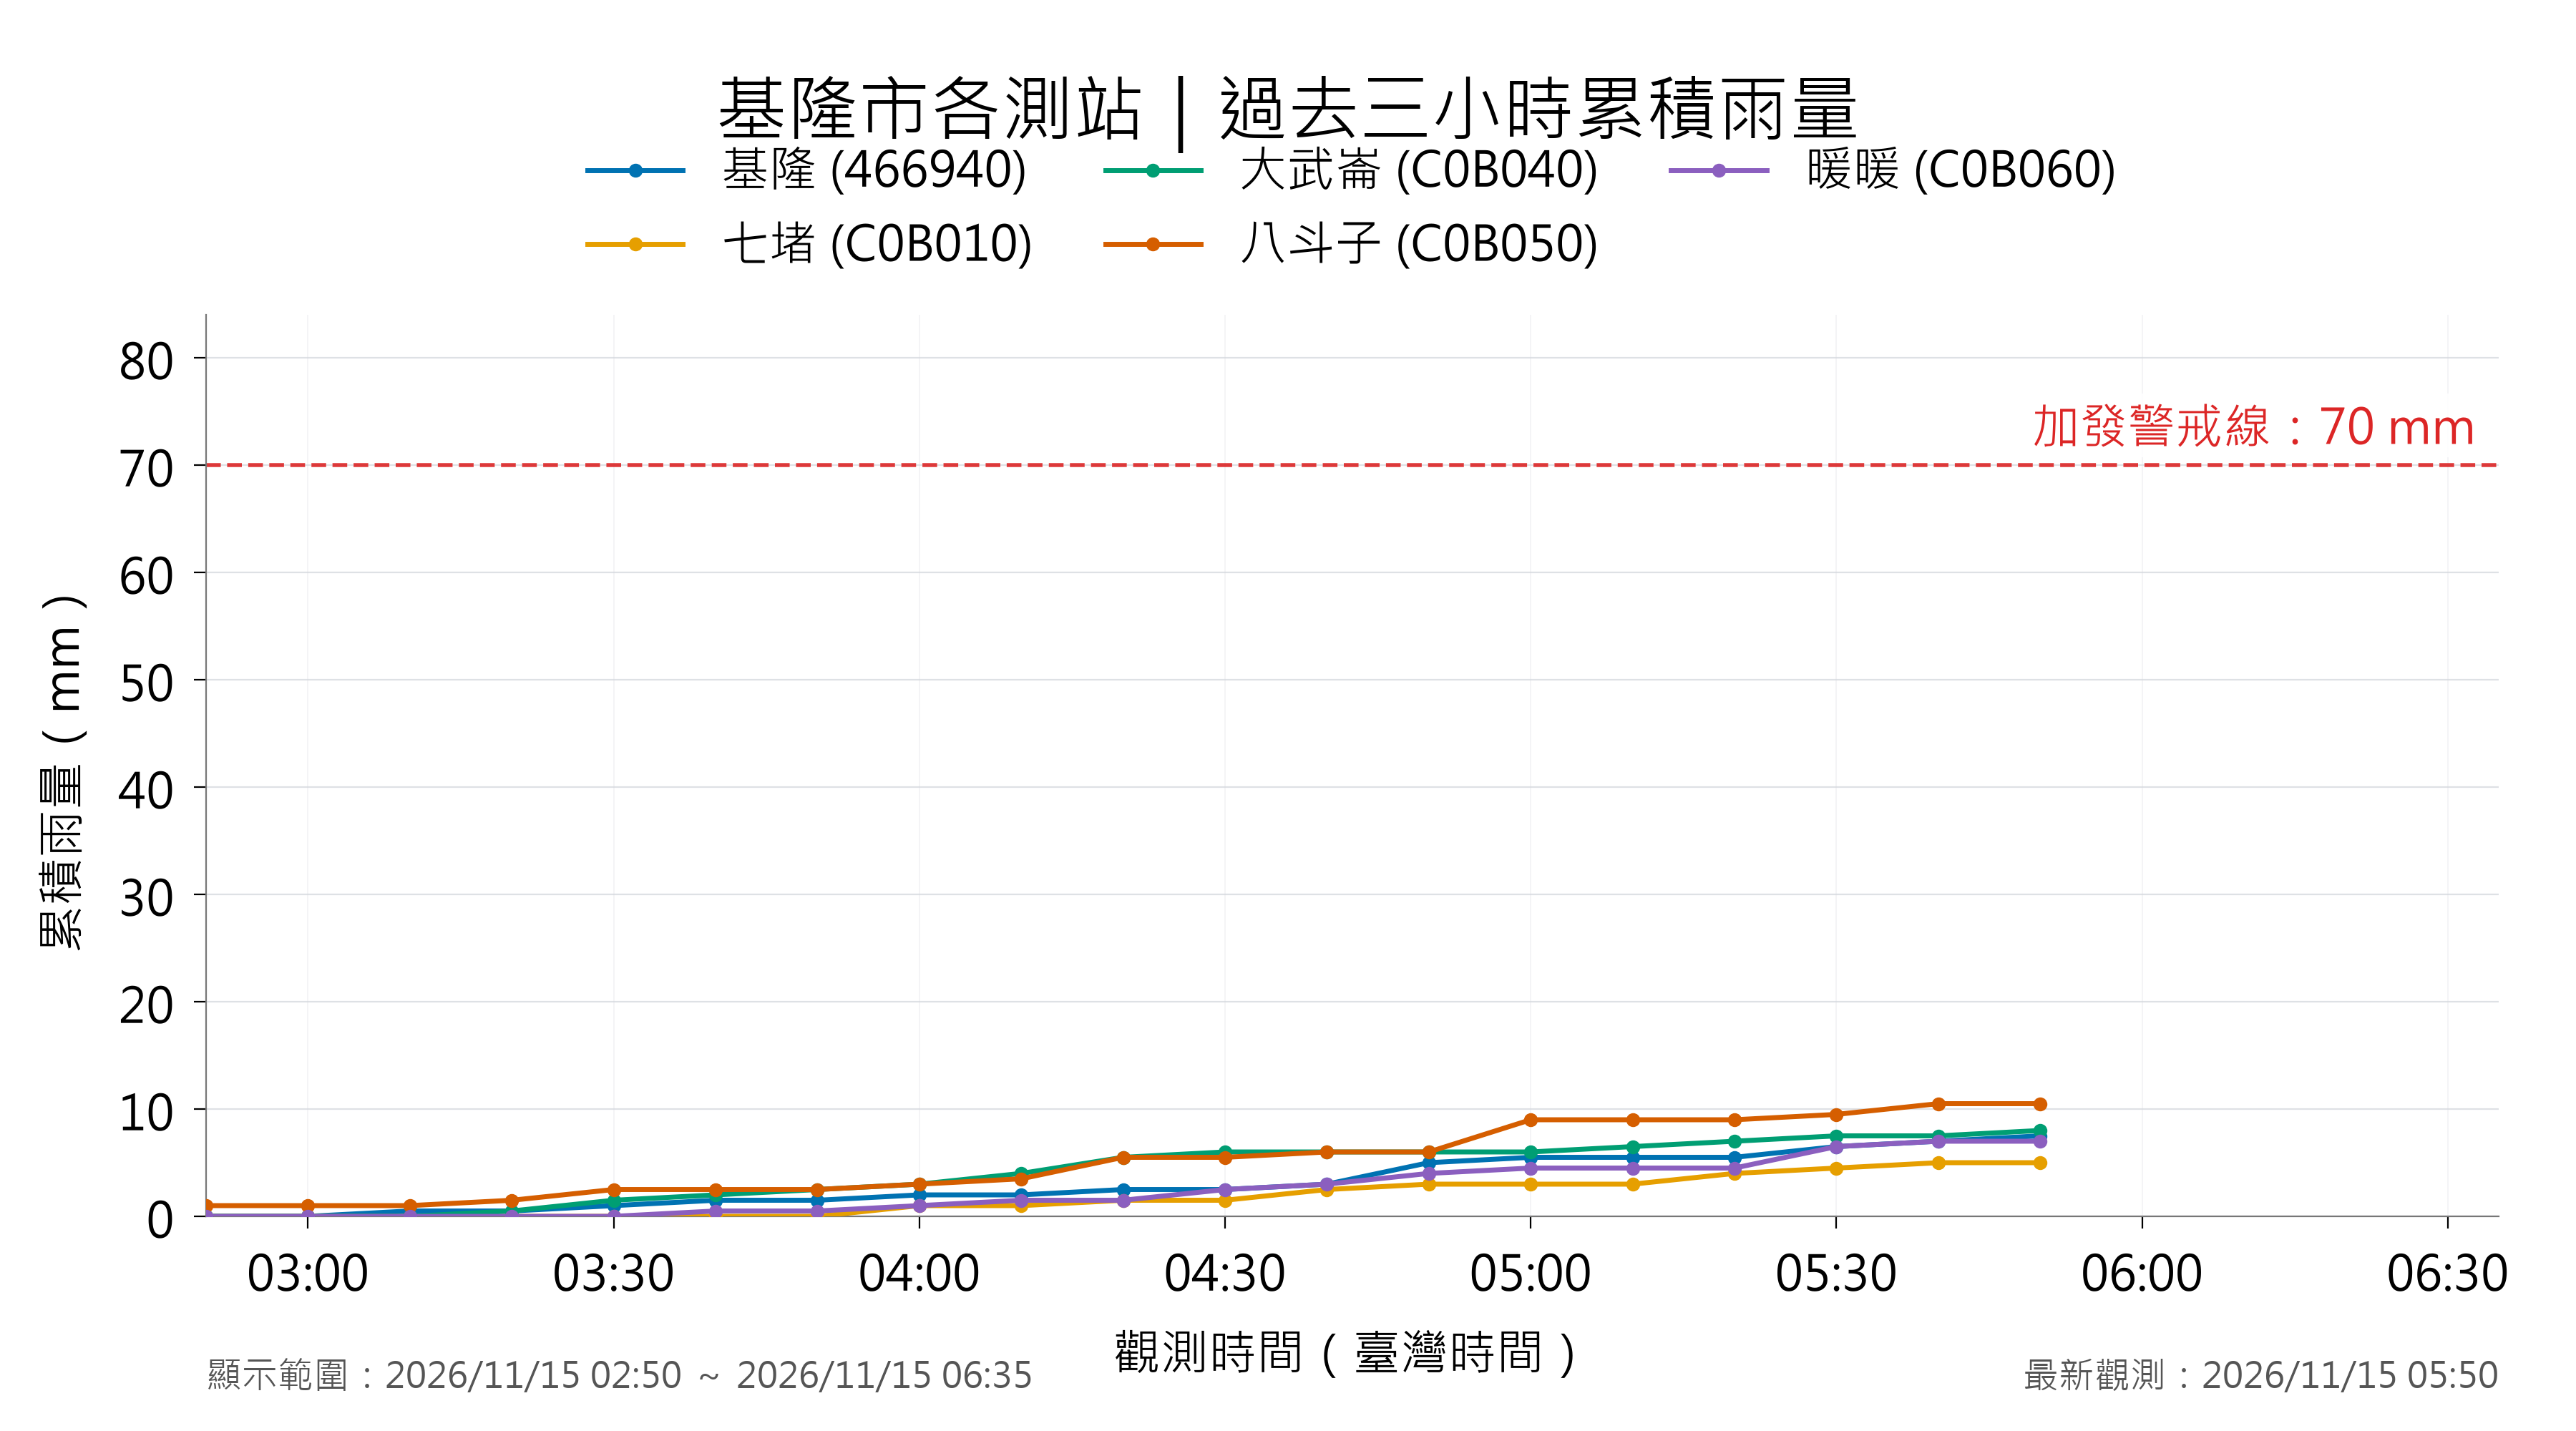 基隆市各測站 | 過去三小時累積雨量
基隆 (466940)
七堵 (C0B010)
大武崙 (C0B040)
八斗子 (C0B050)
暖暖 (C0B060)
累積雨量（mm）
80
70
60
50
40
30
20
10
0
加發警戒線：70 mm
03:00 03:30 04:00 04:30 05:00 05:30 06:00 06:30
觀測時間（臺灣時間）
顯示範圍：2026/11/15 02:50 ~ 2026/11/15 06:35
最新觀測：2026/11/15 05:50